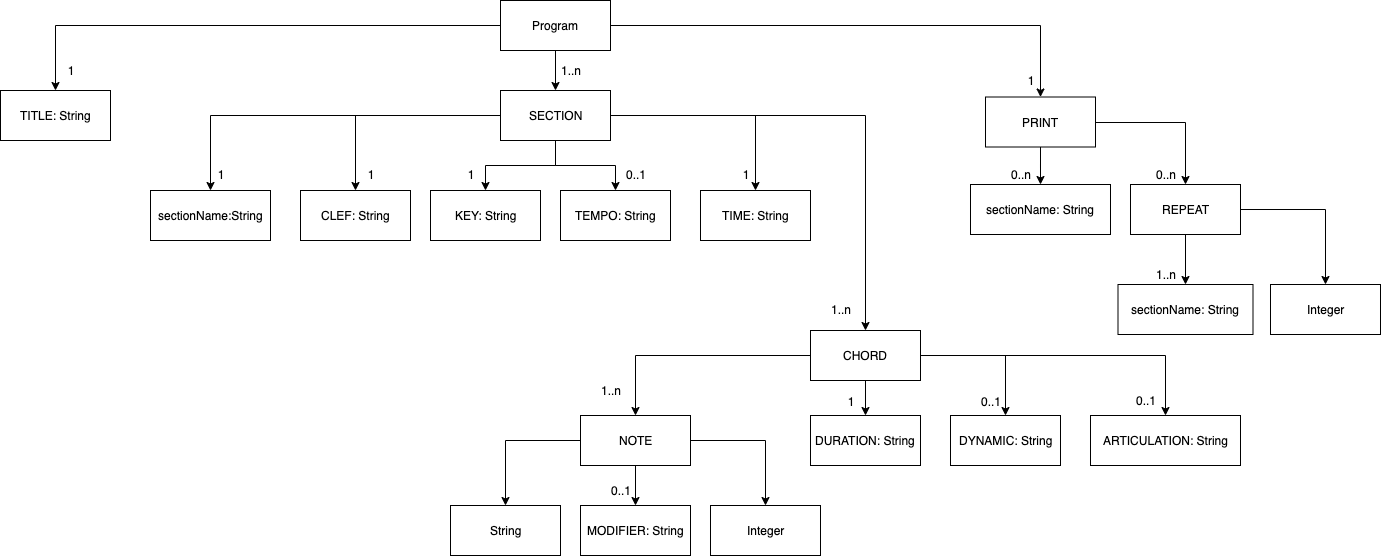 Program
1
1..n
1
TITLE: String
SECTION
PRINT
1
1
1
0..1
1
0..n
0..n
sectionName:String
CLEF: String
KEY: String
TEMPO: String
TIME: String
sectionName: String
REPEAT
1..n
sectionName: String
Integer
1..n
CHORD
1..n
1
0..1
0..1
NOTE
DURATION: String
DYNAMIC: String
ARTICULATION: String
0..1
String
MODIFIER: String
Integer